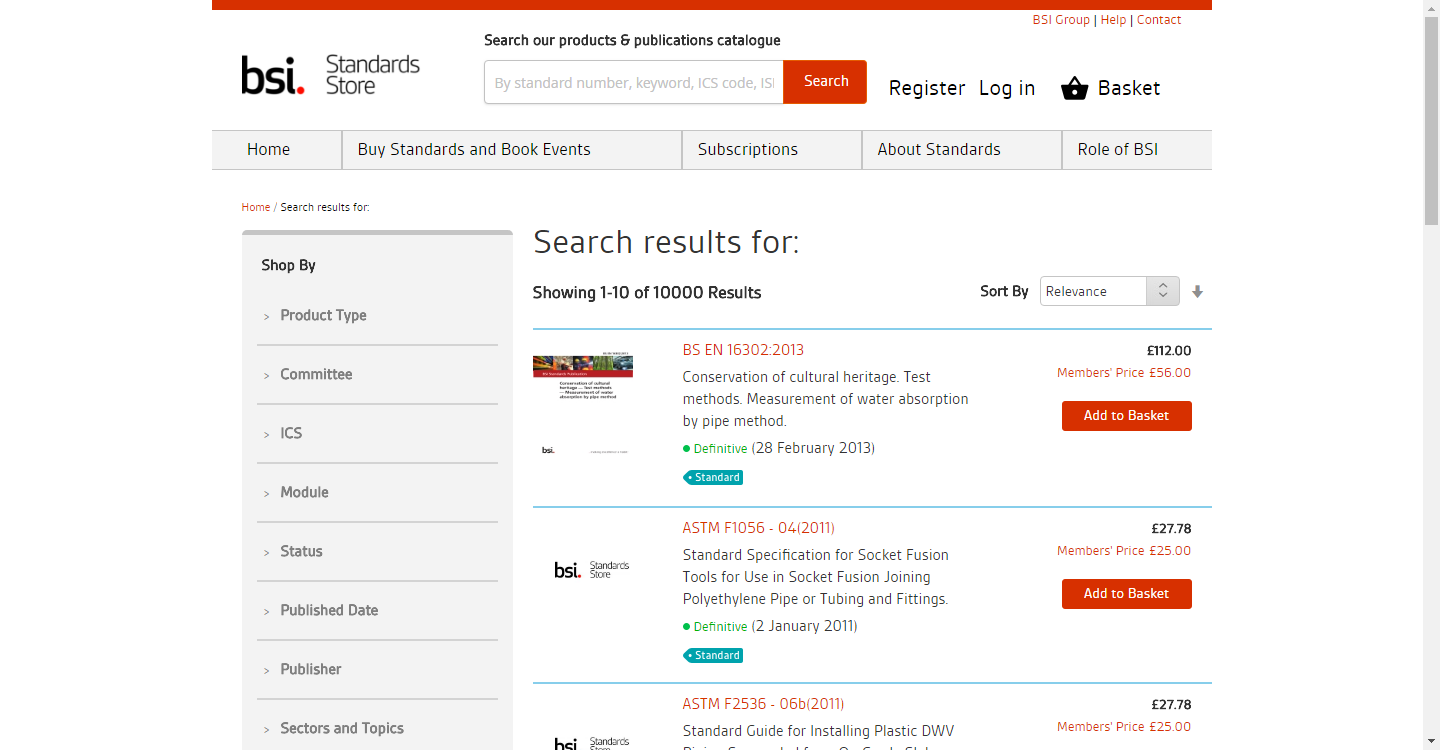 BSI Group | Help | Contact
Search our products & publications catalogue
bsi. Standards Store
By standard number, keyword, ICS code, ISI
Search
Register Log in Basket
Home Buy Standards and Book Events Subscriptions About Standards Role of BSI
Home / Search results for:
Shop By
> Product Type
> Committee
> ICS
> Module
> Status
> Published Date
> Publisher
> Sectors and Topics
Search results for:
Showing 1-10 of 10000 Results
Sort By Relevance
BSI Standards Publication
Conservation of cultural
heritage — Test methods
— Measurement of water
absorption by pipe method
bsi.
BS EN 16302:2013
Conservation of cultural heritage. Test
methods. Measurement of water absorption
by pipe method.
Definitive (28 February 2013)
Standard
£112.00
Members' Price £56.00
Add to Basket
bsi. Standards Store
ASTM F1056 - 04(2011)
Standard Specification for Socket Fusion
Tools for Use in Socket Fusion Joining
Polyethylene Pipe or Tubing and Fittings.
Definitive (2 January 2011)
Standard
£27.78
Members' Price £25.00
Add to Basket
bsi. Standards Store
ASTM F2536 - 06b(2011)
Standard Guide for Installing Plastic DWV
£27.78
Members' Price £25.00